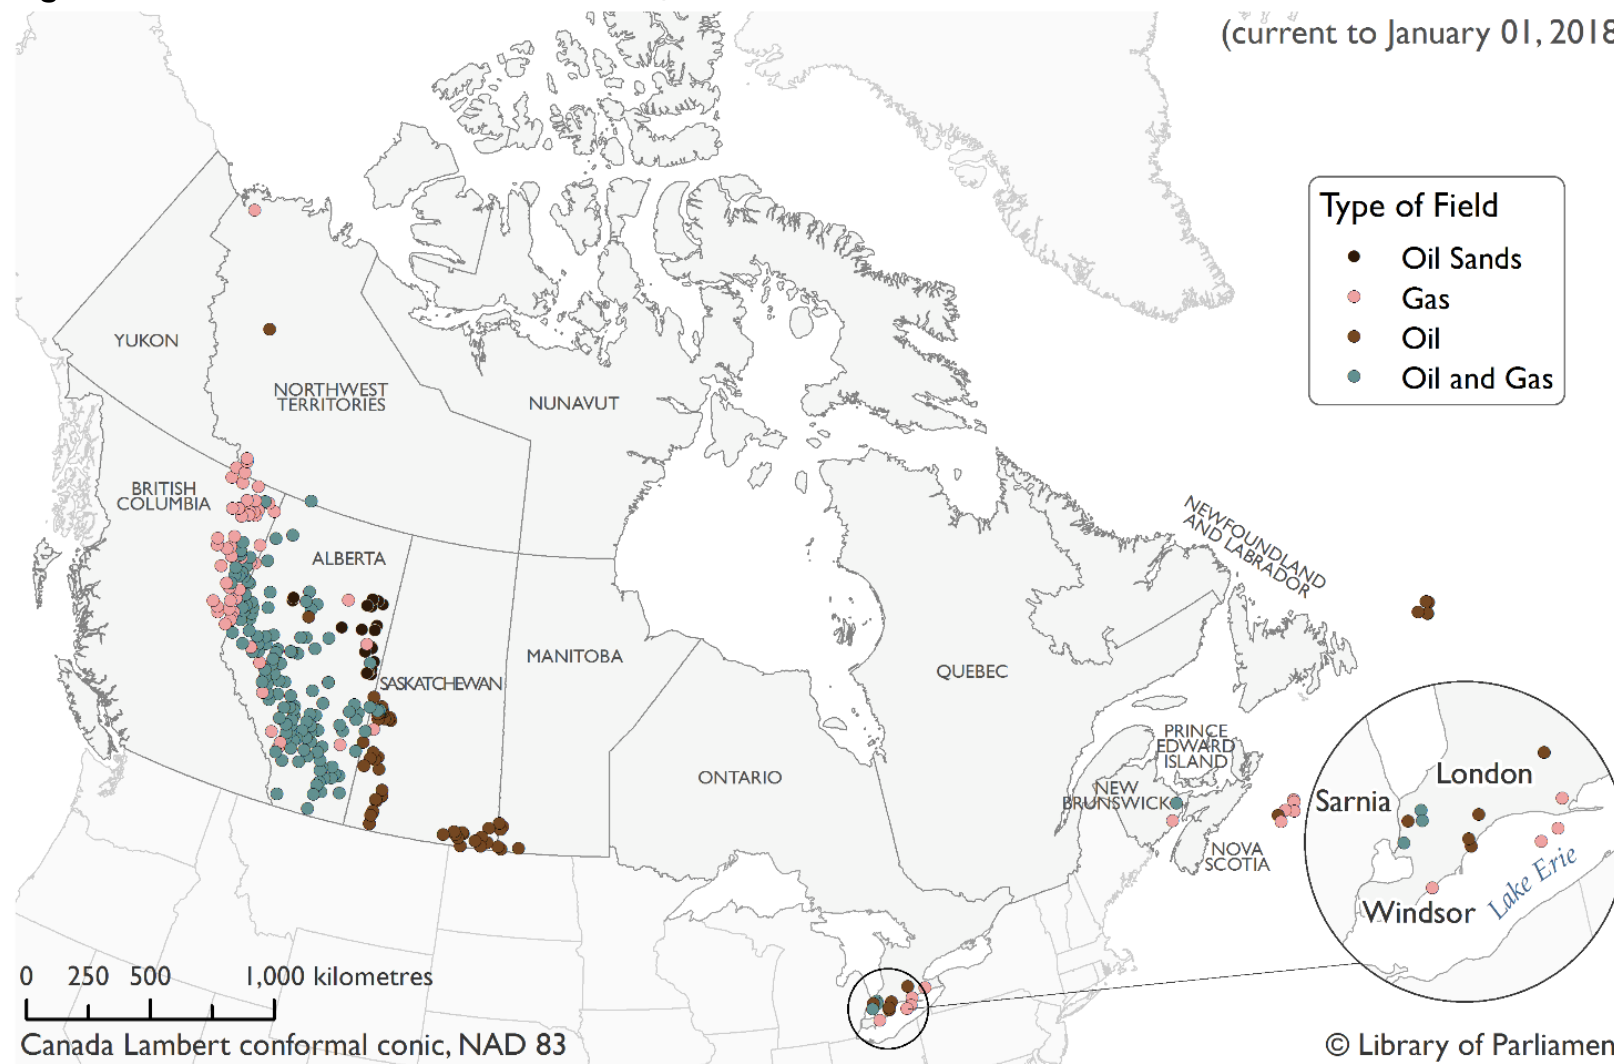 (current to January 01, 2018
Type of Field
Oil Sands
Gas
Oil
Oil and Gas
YUKON
NORTHWEST
TERRITORIES
NUNAVUT
BRITISH
COLUMBIA
ALBERTA
NEWFOUNDLAND
AND LABRADOR
SASKATCHEWAN
MANITOBA
QUEBEC
ONTARIO
PRINCE
EDWARD
ISLAND
NEW
BRUNSWICK
NOVA
SCOTIA
London
Sarnia
Lake Erie
Windsor
0 250 500 1,000 kilometres
Canada Lambert conformal conic, NAD 83
© Library of Parliamen